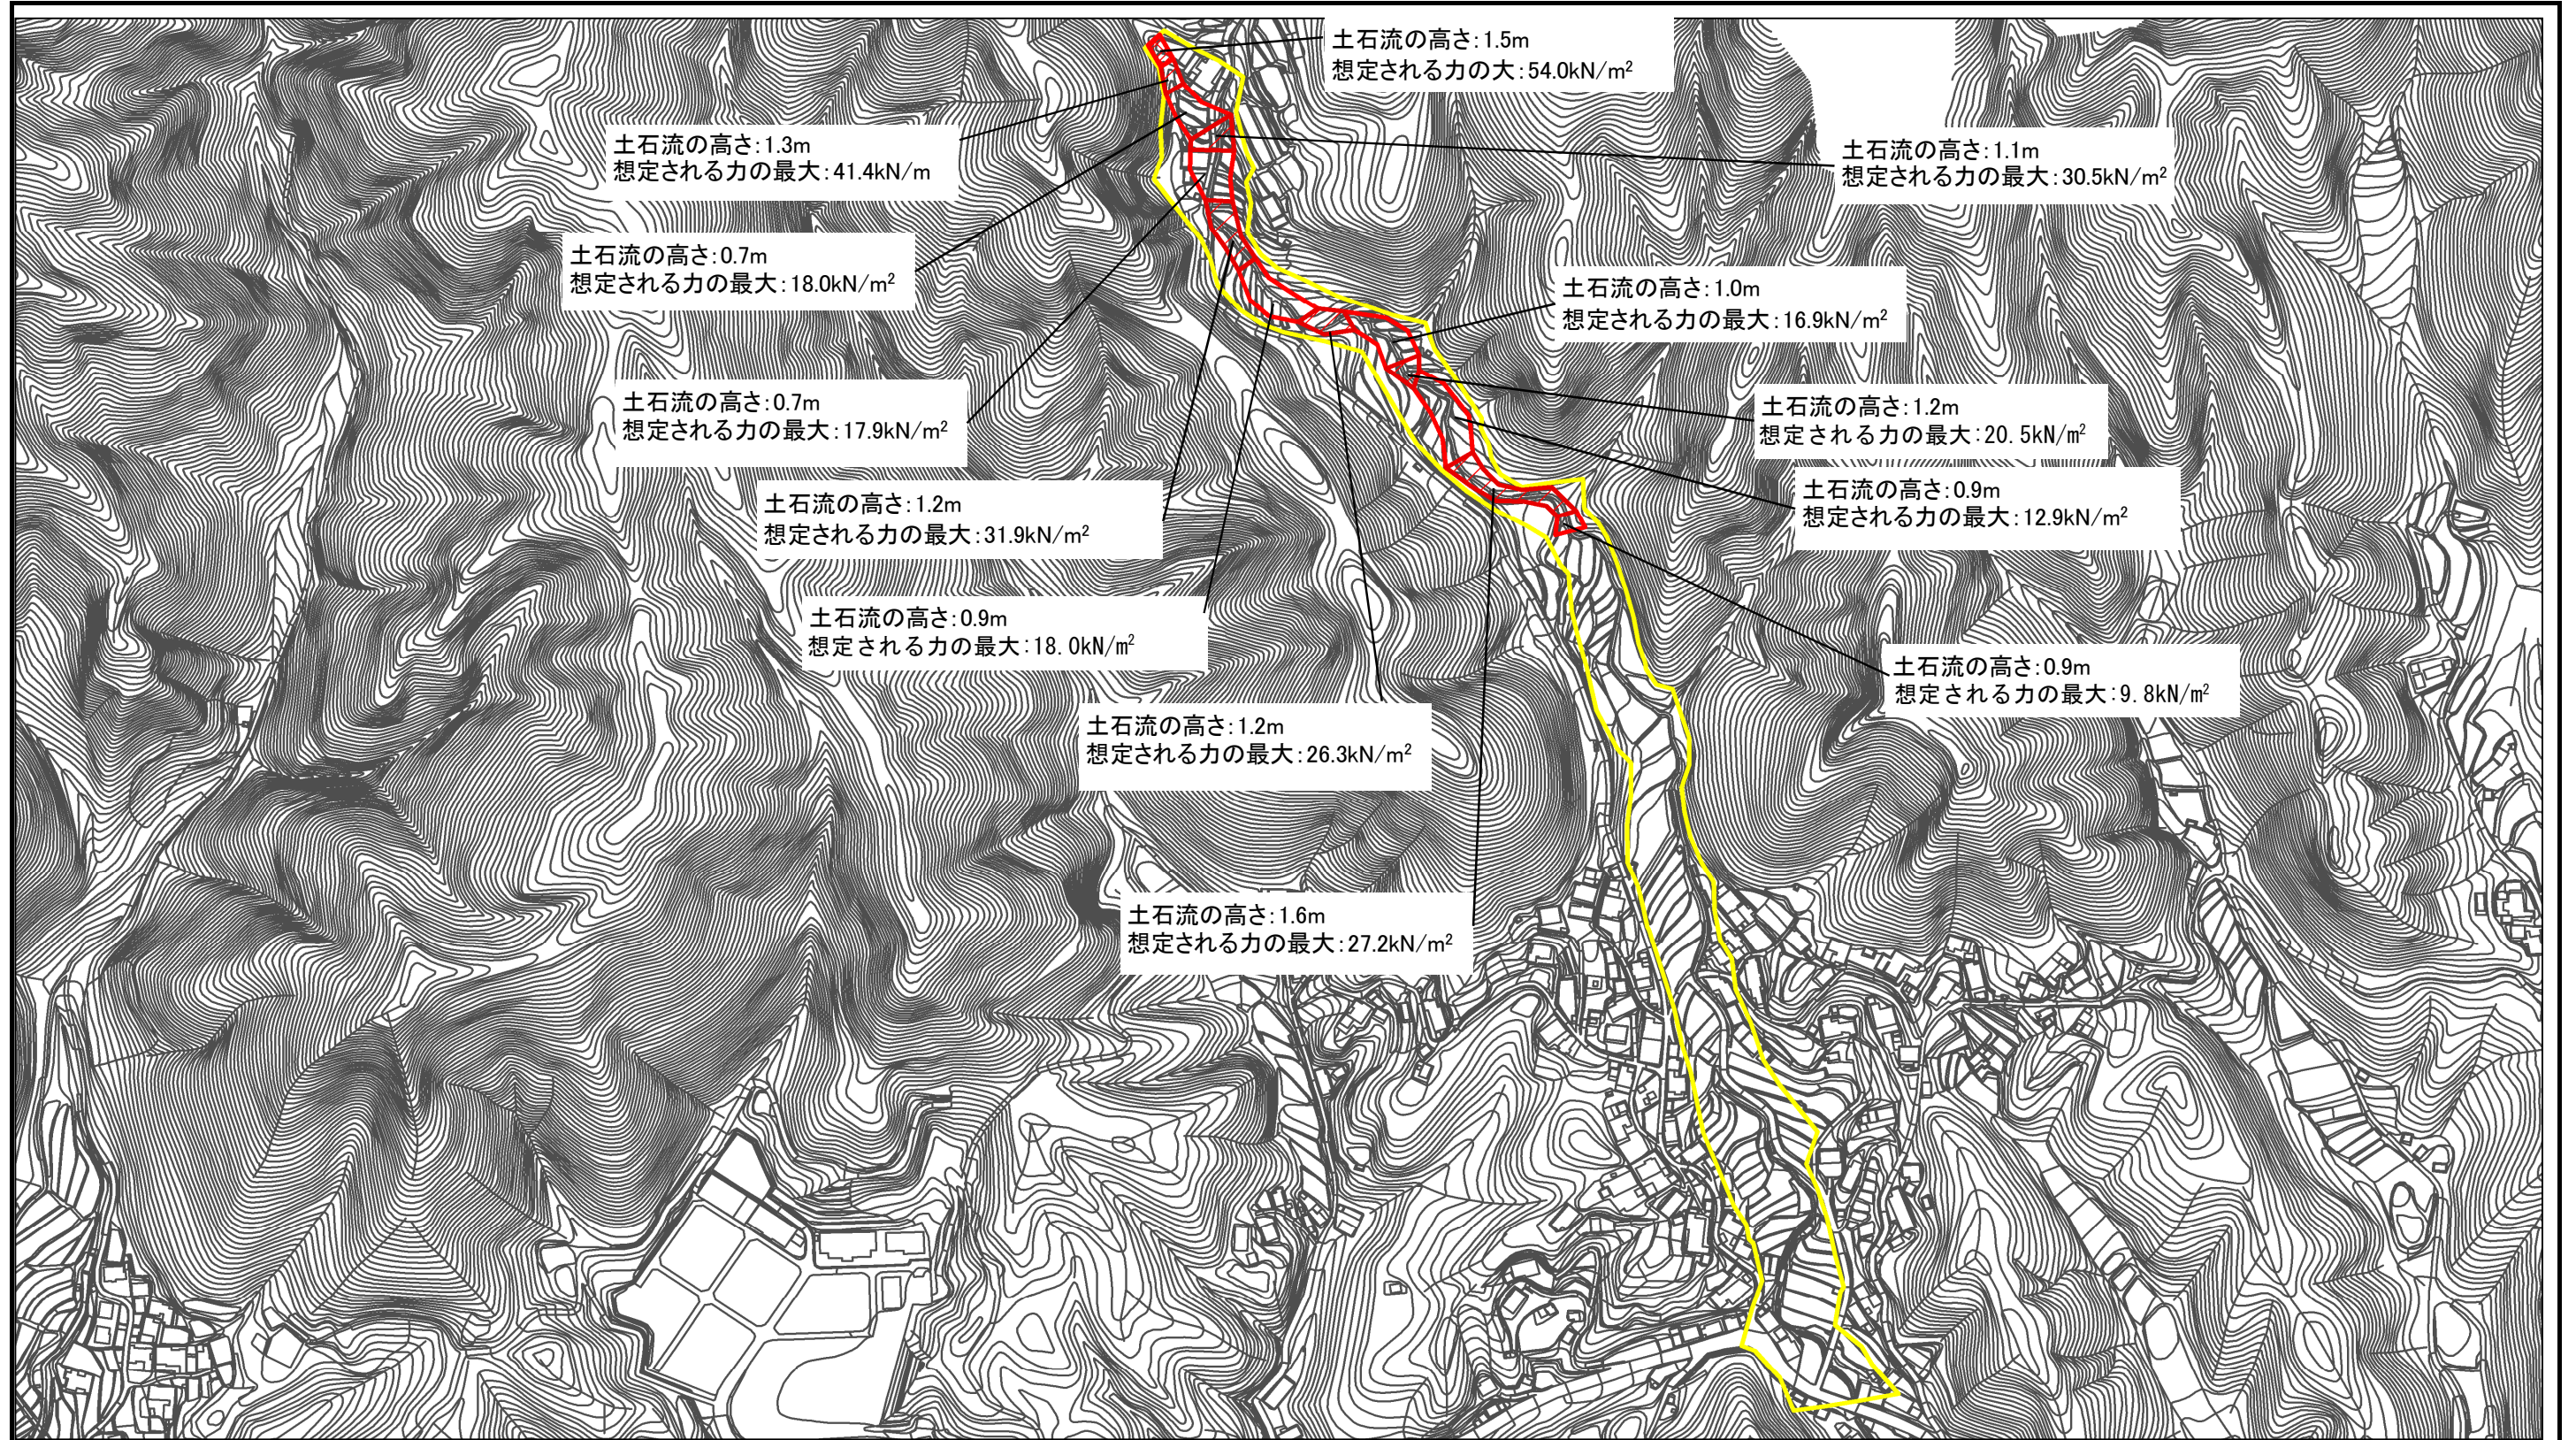 土石流の高さ:1.5m
想定される力の大:54.0kN/m²
土石流の高さ:1.3m
想定される力の最大:41.4kN/m
土石流の高さ:1.1m
想定される力の最大:30.5kN/m²
土石流の高さ:0.7m
想定される力の最大:18.0kN/m²
土石流の高さ:1.0m
想定される力の最大:16.9kN/m²
土石流の高さ:0.7m
想定される力の最大:17.9kN/m²
土石流の高さ:1.2m
想定される力の最大:20.5kN/m²
土石流の高さ:1.2m
想定される力の最大:31.9kN/m²
土石流の高さ:0.9m
想定される力の最大:12.9kN/m²
土石流の高さ:0.9m
想定される力の最大:18.0kN/m²
土石流の高さ:0.9m
想定される力の最大:9.8kN/m²
土石流の高さ:1.2m
想定される力の最大:26.3kN/m²
土石流の高さ:1.6m
想定される力の最大:27.2kN/m²